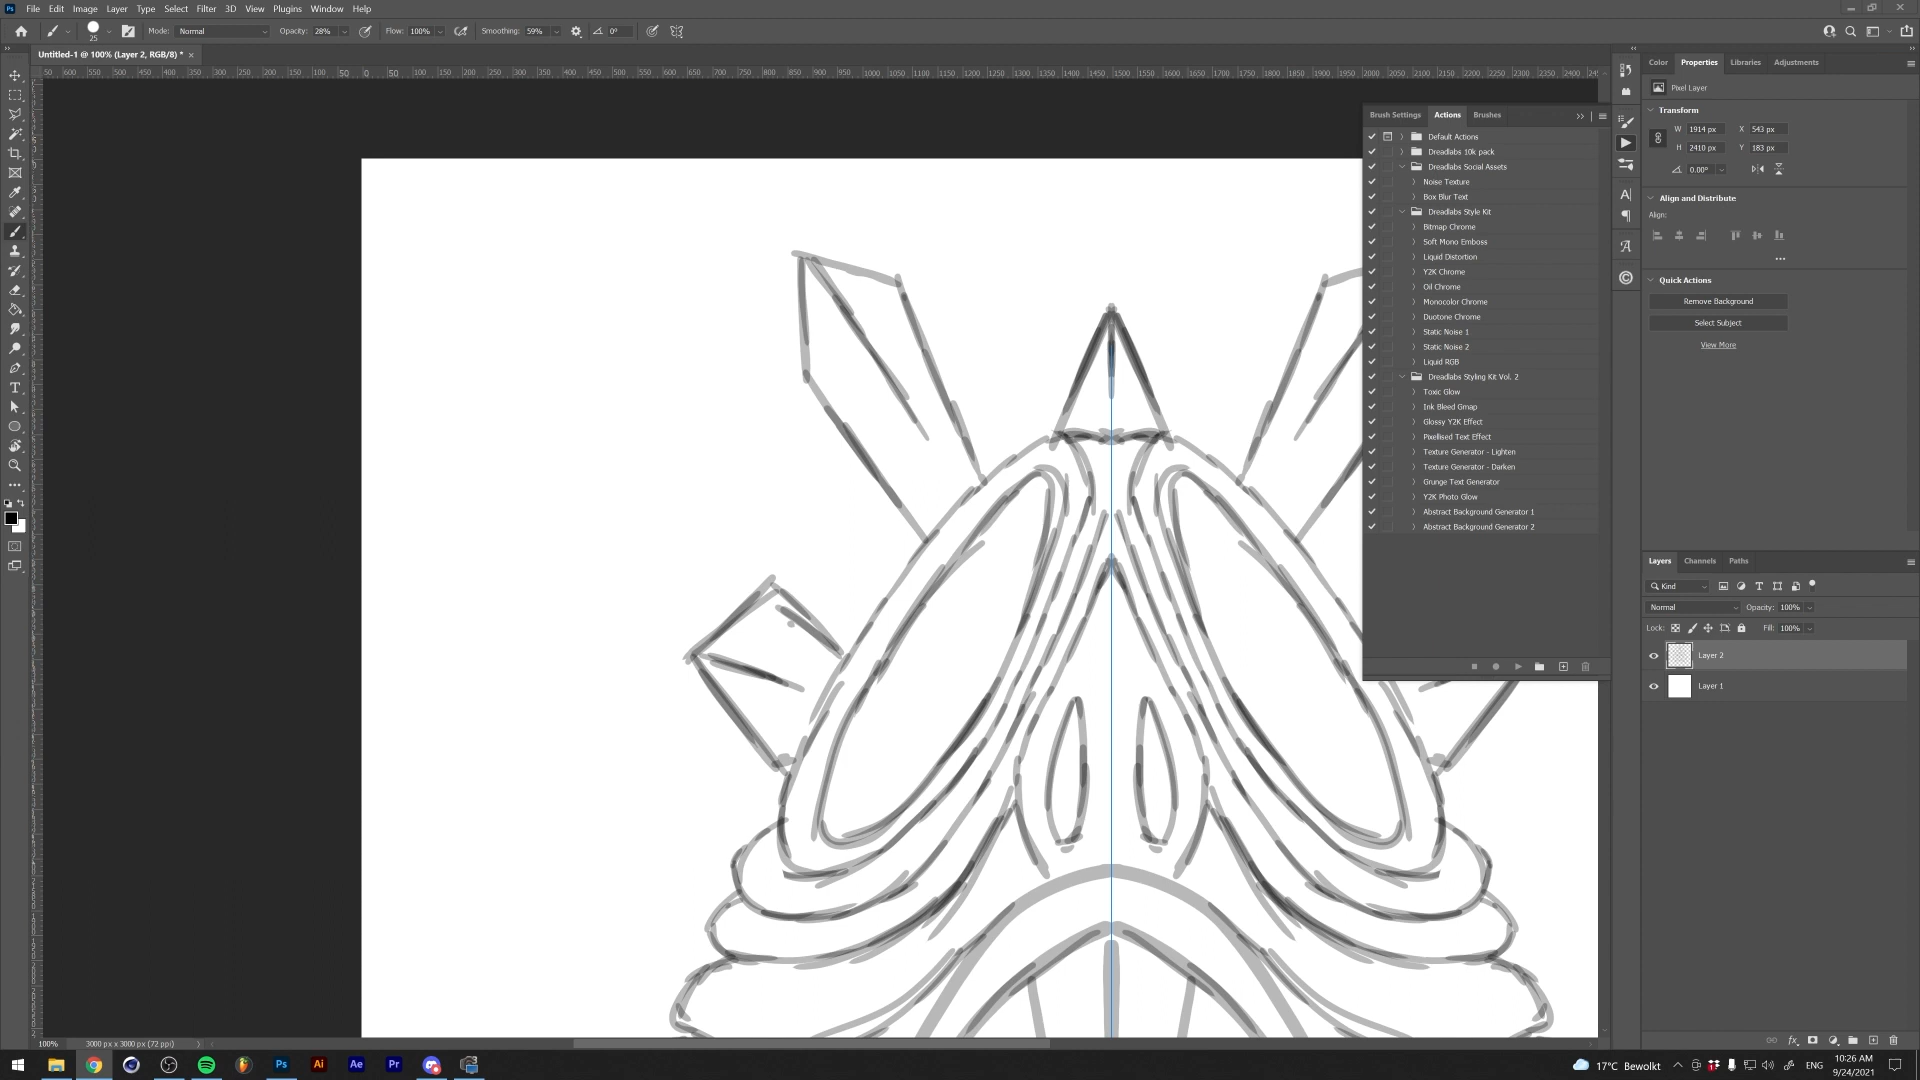 Ps File Edit Image Layer Type Select Filter 3D View Plugins Window Help
25 Mode: Normal Opacity: 28% Flow: 100% Smoothing: 59% 0°
Untitled-1 @ 100% (Layer 2, RGB/8) * ×
Color Properties Libraries Adjustments
Pixel Layer
Transform
W 1914 px X 543 px
H 2410 px Y 183 px
0.00°
Align and Distribute
Align:
Quick Actions
Remove Background
Select Subject
View More
Brush Settings Actions Brushes
Default Actions
Dreadlabs 10k pack
Dreadlabs Social Assets
Noise Texture
Box Blur Text
Dreadlabs Style Kit
Bitmap Chrome
Soft Mono Emboss
Liquid Distortion
Y2K Chrome
Oil Chrome
Monocolor Chrome
Duotone Chrome
Static Noise 1
Static Noise 2
Liquid RGB
Dreadlabs Styling Kit Vol. 2
Toxic Glow
Ink Bleed Gmap
Glossy Y2K Effect
Pixellised Text Effect
Texture Generator - Lighten
Texture Generator - Darken
Grunge Text Generator
Y2K Photo Glow
Abstract Background Generator 1
Abstract Background Generator 2
Layers Channels Paths
Kind
Normal Opacity: 100%
Lock: Fill: 100%
Layer 2
Layer 1
100% 3000 px x 3000 px (72 ppi)
Ps Ai Ae Pr
17°C Bewolkt ENG
10:26 AM
9/24/2021